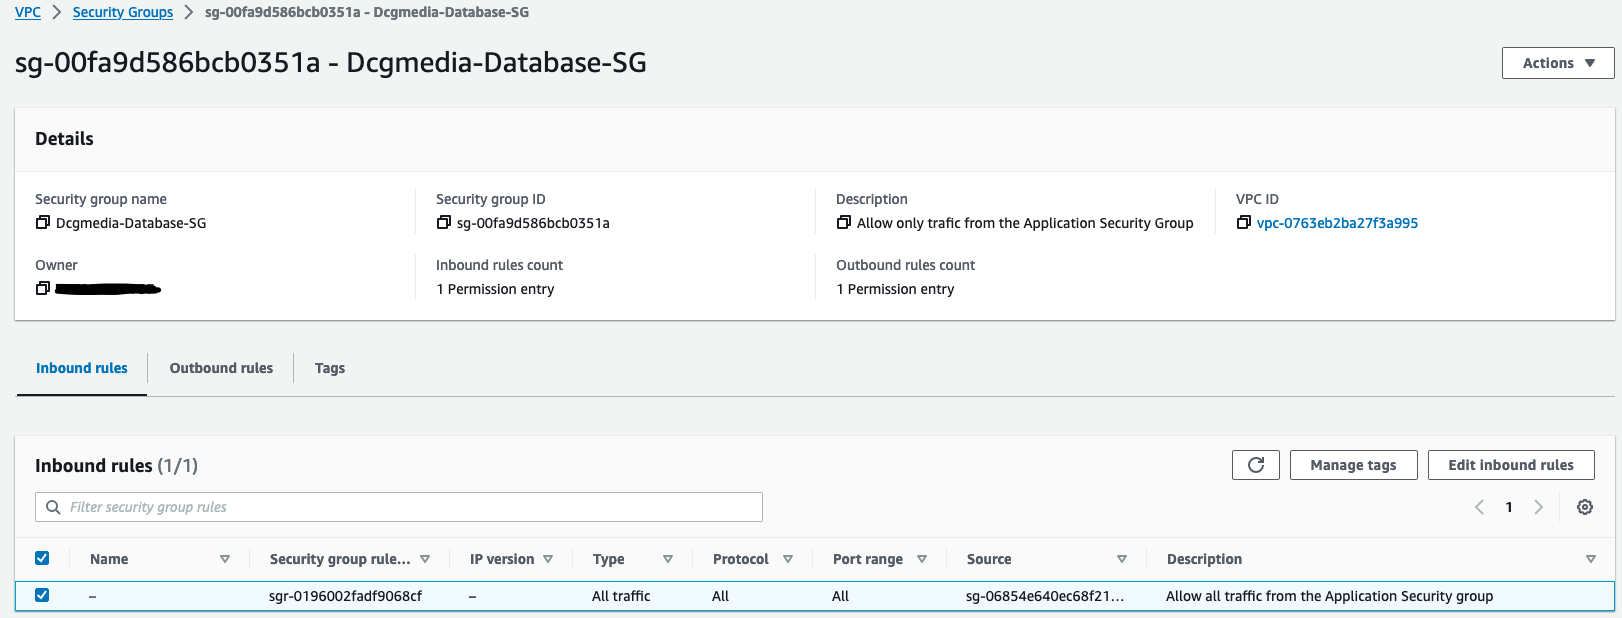 VPC > Security Groups > sg-00fa9d586bcb0351a - Dcgmedia-Database-SG
sg-00fa9d586bcb0351a - Dcgmedia-Database-SG
Actions
Details
Security group name
Dcgmedia-Database-SG
Security group ID
sg-00fa9d586bcb0351a
Description
Allow only trafic from the Application Security Group
VPC ID
vpc-0763eb2ba27f3a995
Owner
Inbound rules count
1 Permission entry
Outbound rules count
1 Permission entry
Inbound rules Outbound rules Tags
Inbound rules (1/1)
Manage tags Edit inbound rules
Filter security group rules
1
Name Security group rule... IP version Type Protocol Port range Source Description
– sgr-0196002fadf9068cf – All traffic All All sg-06854e640ec68f21... Allow all traffic from the Application Security group